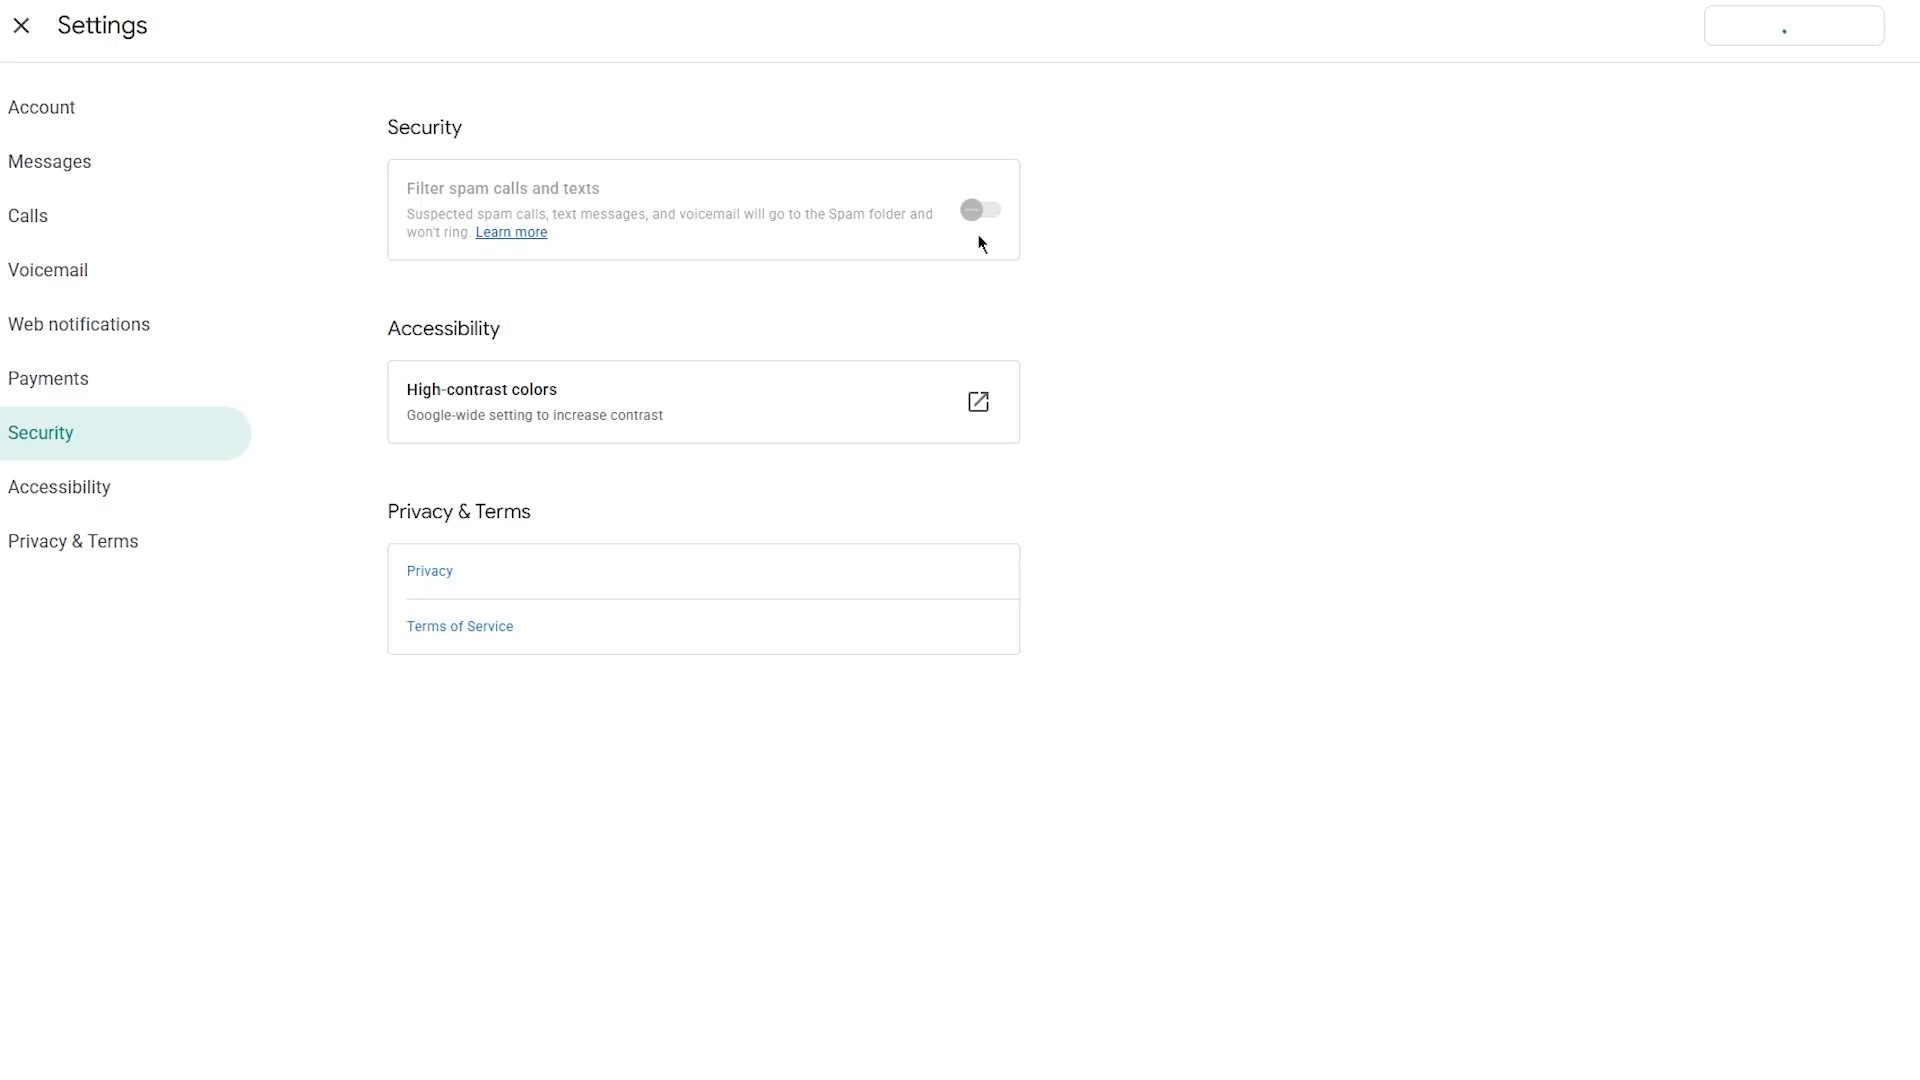 Settings
Account
Messages
Calls
Voicemail
Web notifications
Payments
Security
Accessibility
Privacy & Terms
Security
Filter spam calls and texts
Suspected spam calls, text messages, and voicemail will go to the Spam folder and
won't ring. Learn more
Accessibility
High-contrast colors
Google-wide setting to increase contrast
Privacy & Terms
Privacy
Terms of Service